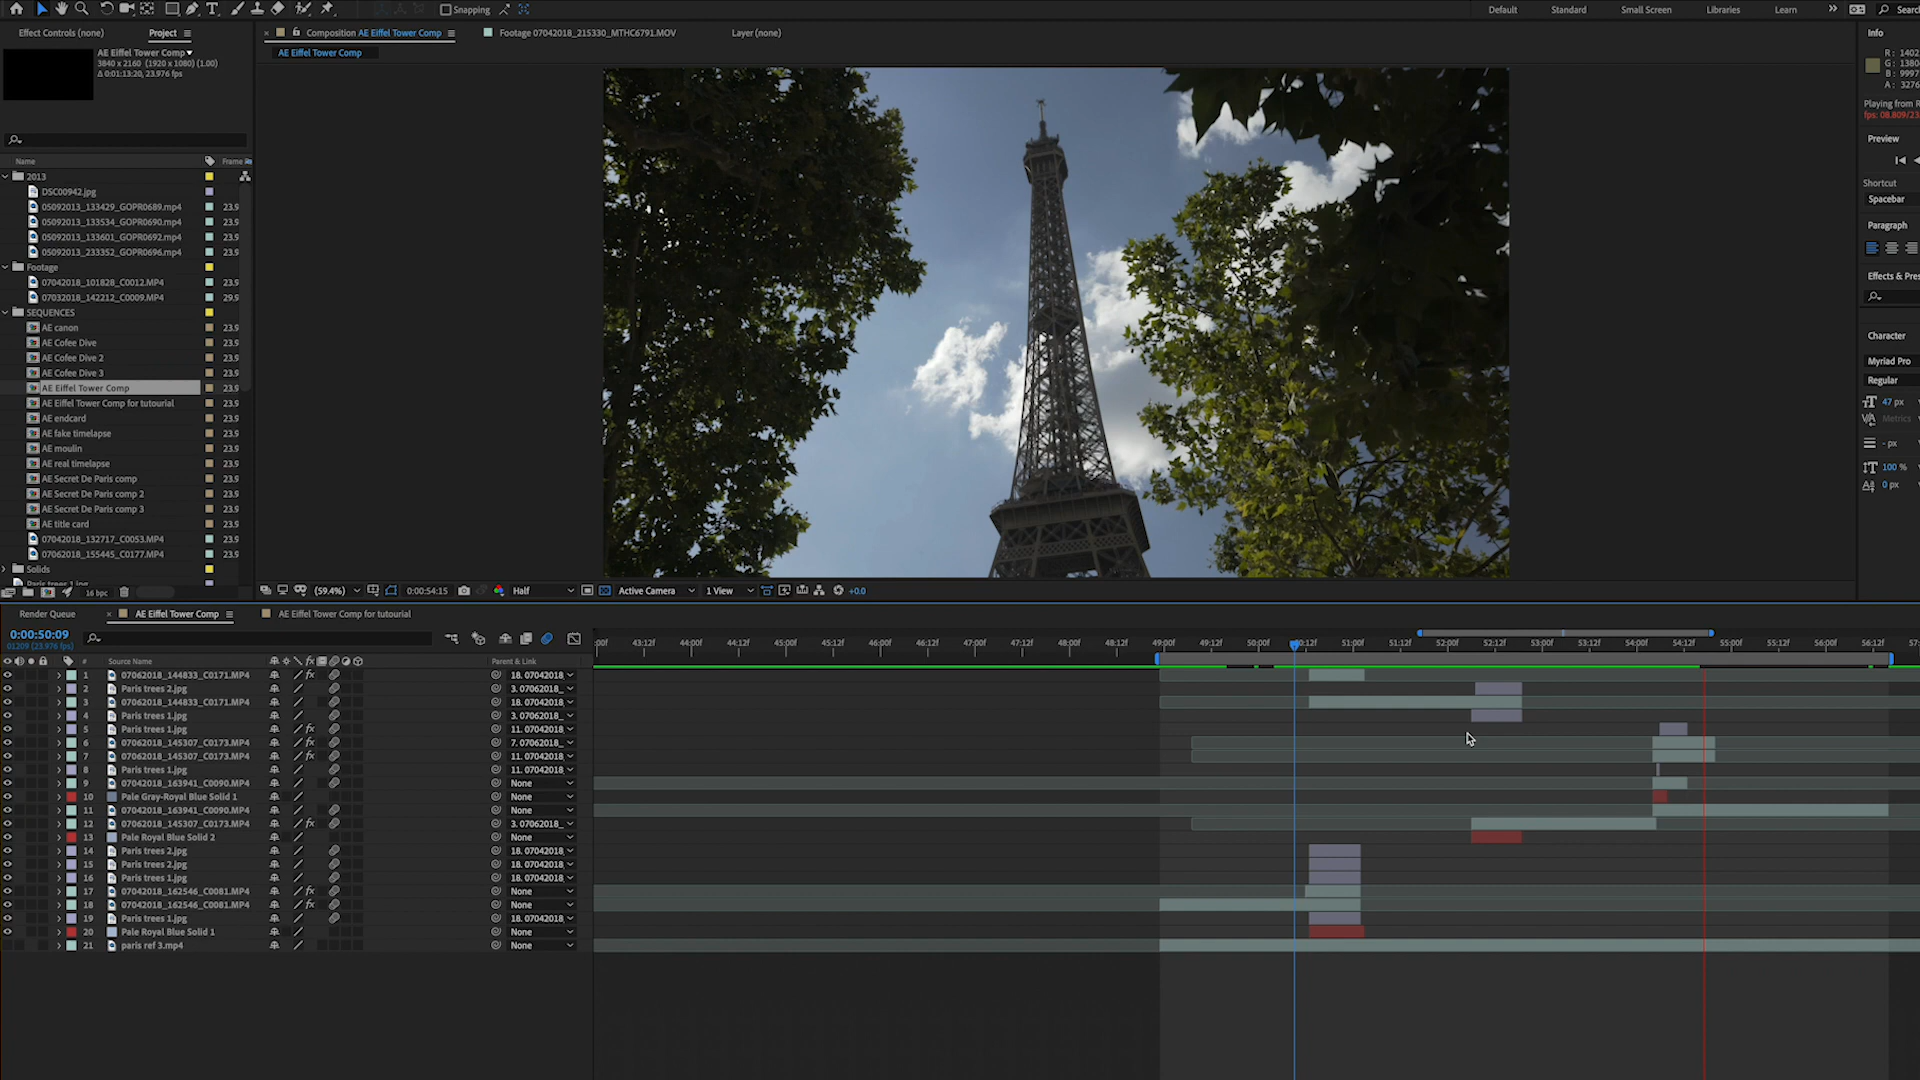 Snapping
Default
Standard
Small Screen
Libraries
Learn
Effect Controls (none)
Project
Composition AE Eiffel Tower Comp
Footage 07042018_215330_MTHC6791.MOV
Layer (none)
Info
AE Eiffel Tower Comp
AE Eiffel Tower Comp
3840 x 2160 (1920 x 1080) (1.00)
Δ 0:01:13:20, 23.976 fps
R : 1402
G : 1380
B : 9997
A : 3276
Playing from R
fps: 08.809/23
Preview
Shortcut
Spacebar
Paragraph
Effects & Pres
Character
Myriad Pro
Regular
47 px
Metrics
- px
100 %
0 px
Name
Frame
2013
DSC00942.jpg
05092013_133429_GOPR0689.mp4 23.9
05092013_133534_GOPR0690.mp4 23.9
05092013_133601_GOPR0692.mp4 23.9
05092013_233352_GOPR0696.mp4 23.9
Footage
07042018_101828_C0012.MP4 23.9
07032018_142212_C0009.MP4 29.9
SEQUENCES
AE canon 23.9
AE Cofee Dive 23.9
AE Cofee Dive 2 23.9
AE Cofee Dive 3 23.9
AE Eiffel Tower Comp 23.9
AE Eiffel Tower Comp for tutourial 23.9
AE endcard 23.9
AE fake timelapse 23.9
AE moulin 23.9
AE real timelapse 23.9
AE Secret De Paris comp 23.9
AE Secret De Paris comp 2 23.9
AE Secret De Paris comp 3 23.9
AE title card 23.9
07042018_132717_C0053.MP4 23.9
07062018_155445_C0177.MP4 23.9
Solids
Paris trees 1.jpg
16 bpc
(59.4%) 0:00:54:15 Half Active Camera 1 View +0.0
Render Queue
AE Eiffel Tower Comp
AE Eiffel Tower Comp for tutourial
0:00:50:09
01209 (23.976 fps)
:00f 43:12f 44:00f 44:12f 45:00f 45:12f 46:00f 46:12f 47:00f 47:12f 48:00f 48:12f 49:00f 49:12f 50:00f 50:12f 51:00f 51:12f 52:00f 52:12f 53:00f 53:12f 54:00f 54:12f 55:00f 55:12f 56:00f 56:12f 57:
# Source Name Parent & Link
1 07062018_144833_C0171.MP4 fx 18. 07042018
2 Paris trees 2.jpg 3. 07062018_
3 07062018_144833_C0171.MP4 18. 07042018
4 Paris trees 1.jpg 3. 07062018_
5 Paris trees 1.jpg fx 11. 07042018
6 07062018_145307_C0173.MP4 fx 7. 07062018_
7 07062018_145307_C0173.MP4 fx 11. 07042018
8 Paris trees 1.jpg 11. 07042018
9 07042018_163941_C0090.MP4 None
10 Pale Gray-Royal Blue Solid 1 None
11 07042018_163941_C0090.MP4 None
12 07062018_145307_C0173.MP4 fx 3. 07062018_
13 Pale Royal Blue Solid 2 None
14 Paris trees 2.jpg 18. 07042018
15 Paris trees 2.jpg 18. 07042018
16 Paris trees 1.jpg 18. 07042018
17 07042018_162546_C0081.MP4 fx None
18 07042018_162546_C0081.MP4 fx None
19 Paris trees 1.jpg 18. 07042018
20 Pale Royal Blue Solid 1 None
21 paris ref 3.mp4 None